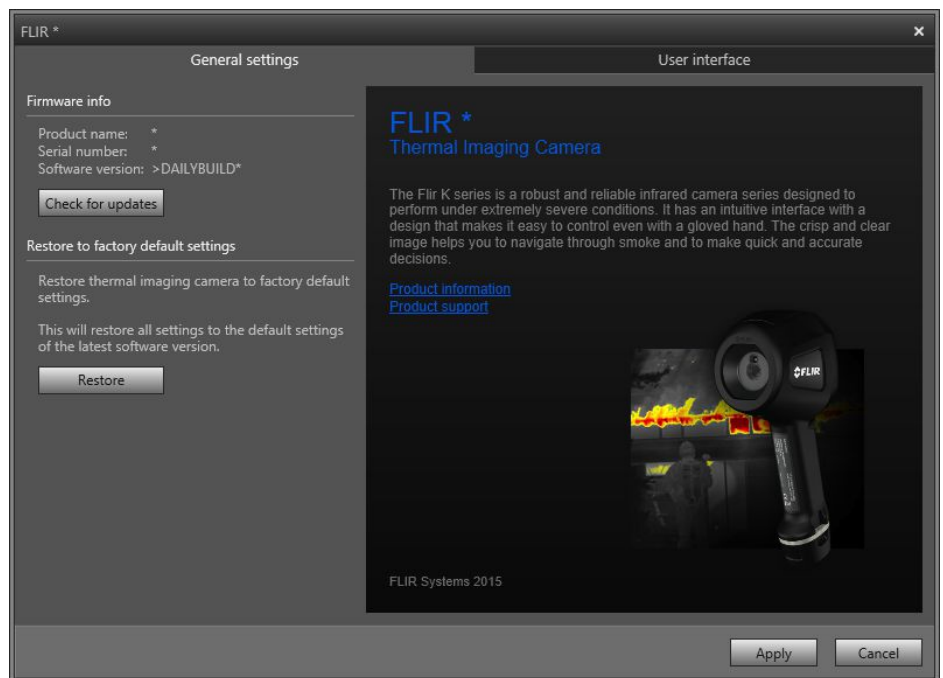 FLIR *
General settings
User interface
Firmware info
Product name: *
Serial number: *
Software version: >DAILYBUILD*
Check for updates
Restore to factory default settings
Restore thermal imaging camera to factory default
settings.
This will restore all settings to the default settings
of the latest software version.
Restore
FLIR *
Thermal Imaging Camera
The Flir K series is a robust and reliable infrared camera series designed to
perform under extremely severe conditions. It has an intuitive interface with a
design that makes it easy to control even with a gloved hand. The crisp and clear
image helps you to navigate through smoke and to make quick and accurate
decisions.
Product information
Product support
FLIR
FLIR Systems 2015
Apply
Cancel